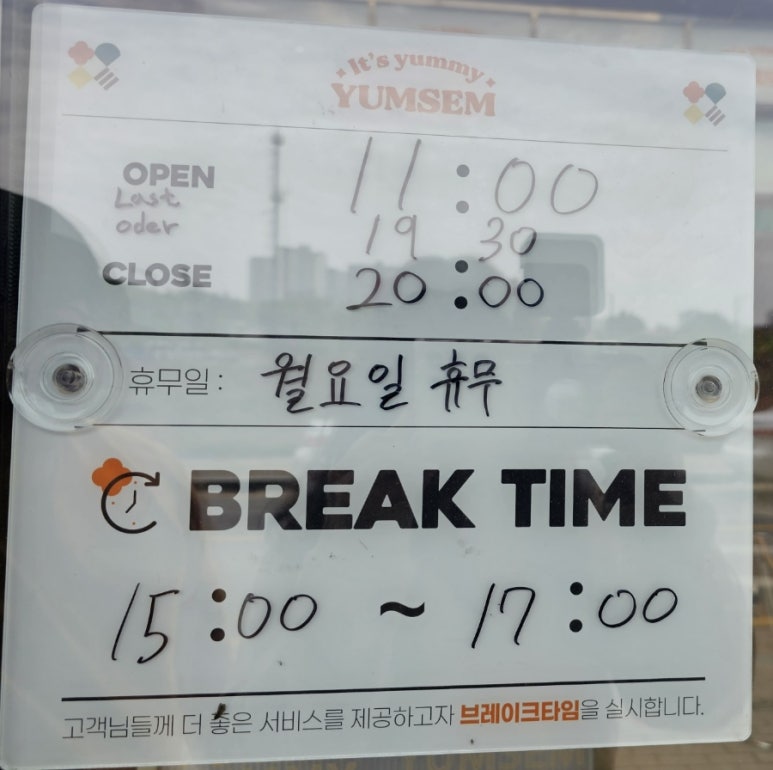 It's yummy
YUMSEM
OPEN 11:00
Last oder 19 30
CLOSE 20:00
휴무일 : 월요일 휴무
BREAK TIME
15:00 ~ 17:00
고객님들께 더 좋은 서비스를 제공하고자 브레이크타임을 실시합니다.